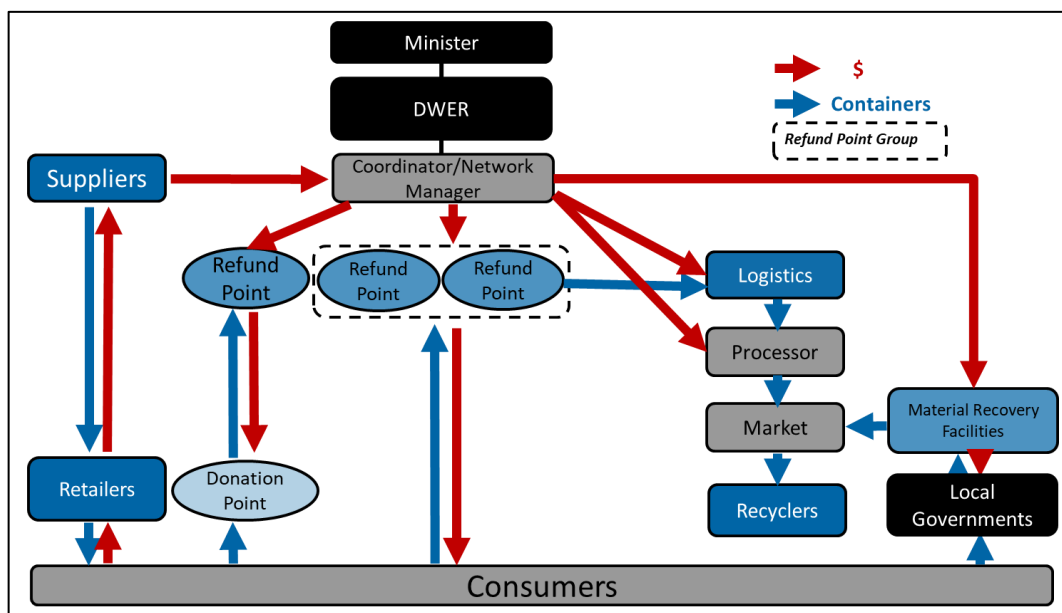 Minister
$
DWER
Containers
Refund Point Group
Coordinator/Network
Manager
Suppliers
Refund
Point
Refund
Point
Refund
Point
Logistics
Processor
Market
Material Recovery
Facilities
Retailers
Donation
Point
Recyclers
Local
Governments
Consumers